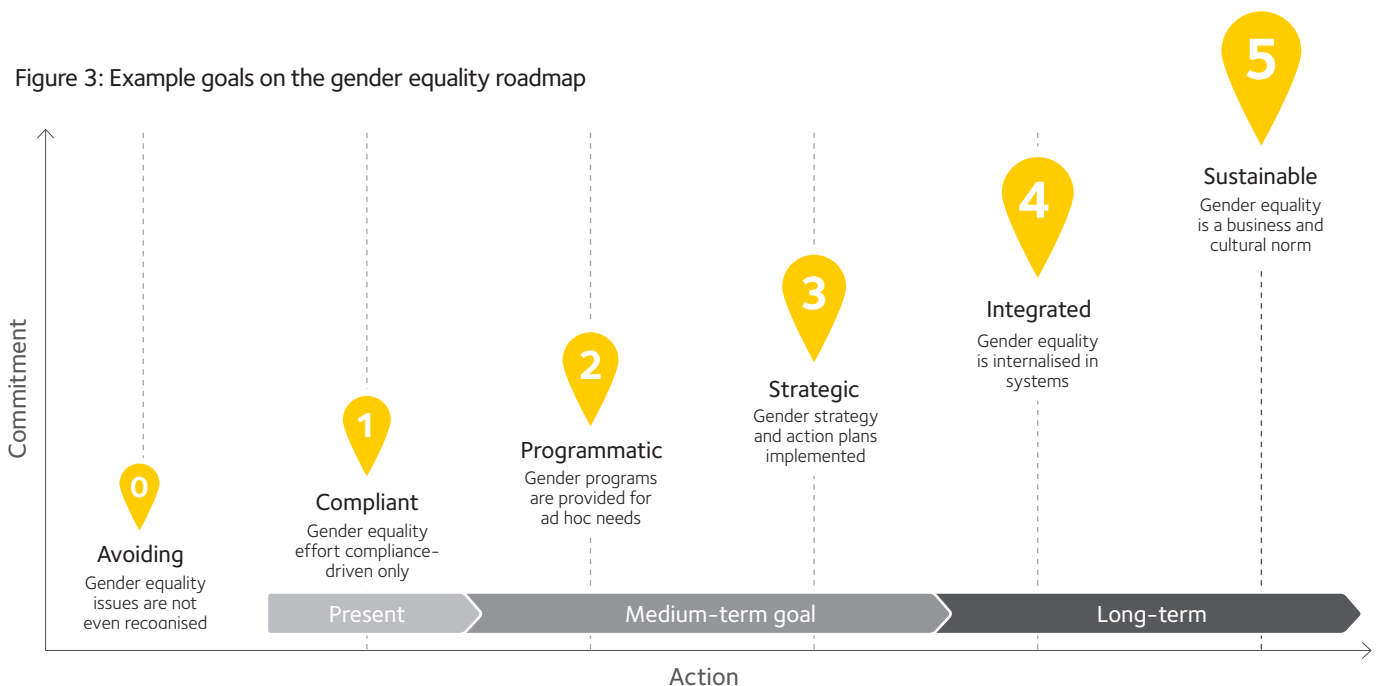 Figure 3: Example goals on the gender equality roadmap
Commitment
0
Avoiding
Gender equality
issues are not
even recognised
1
Compliant
Gender equality
effort compliance-
driven only
2
Programmatic
Gender programs
are provided for
ad hoc needs
3
Strategic
Gender strategy
and action plans
implemented
4
Integrated
Gender equality
is internalised in
systems
5
Sustainable
Gender equality
is a business and
cultural norm
Present
Medium-term goal
Long-term
Action